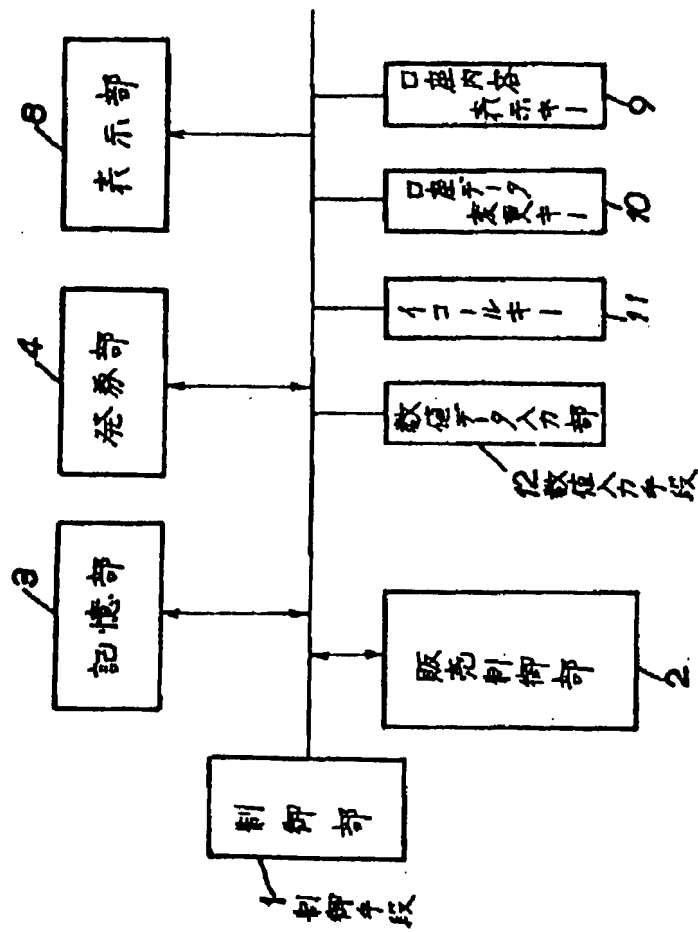 1 制御手段
制御部
3
記憶部
4
発券部
8
表示部
2
販売制御部
12 数値入力手段
数値データ入力部
11
イコールキー
10
口座データ
変更キー
9
口座内容
表示キー